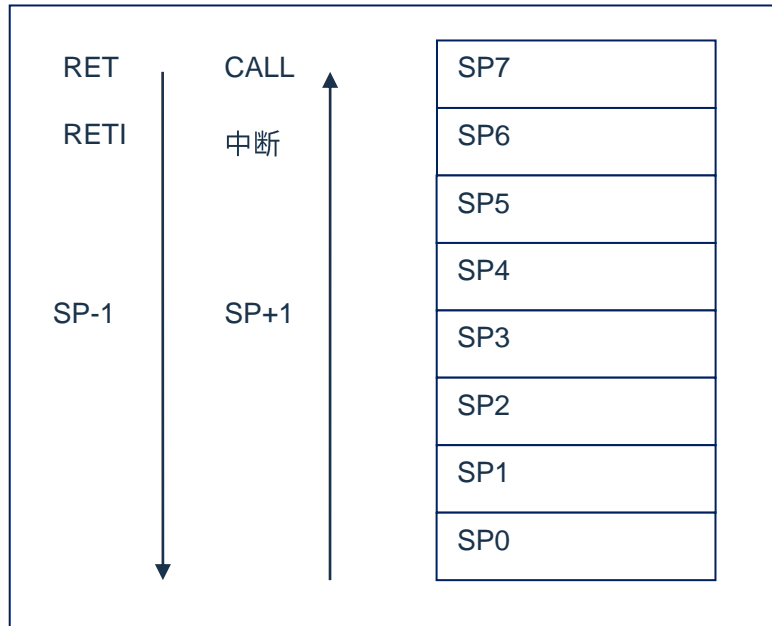 RET
CALL
SP7
RETI
中断
SP6
SP5
SP4
SP-1
SP+1
SP3
SP2
SP1
SP0